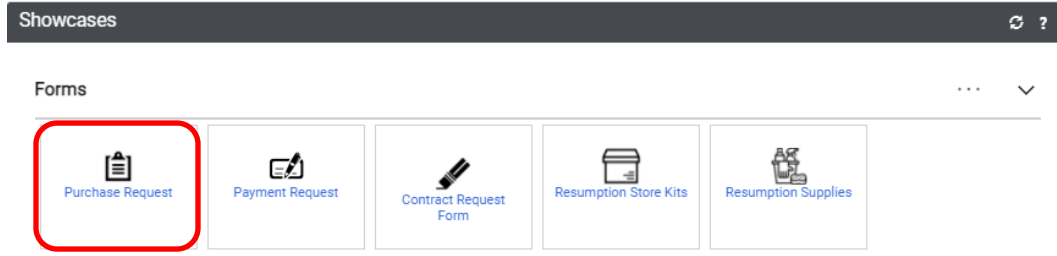 Showcases
?
Forms
...
Purchase Request
Payment Request
Contract Request
Form
Resumption Store Kits
Resumption Supplies